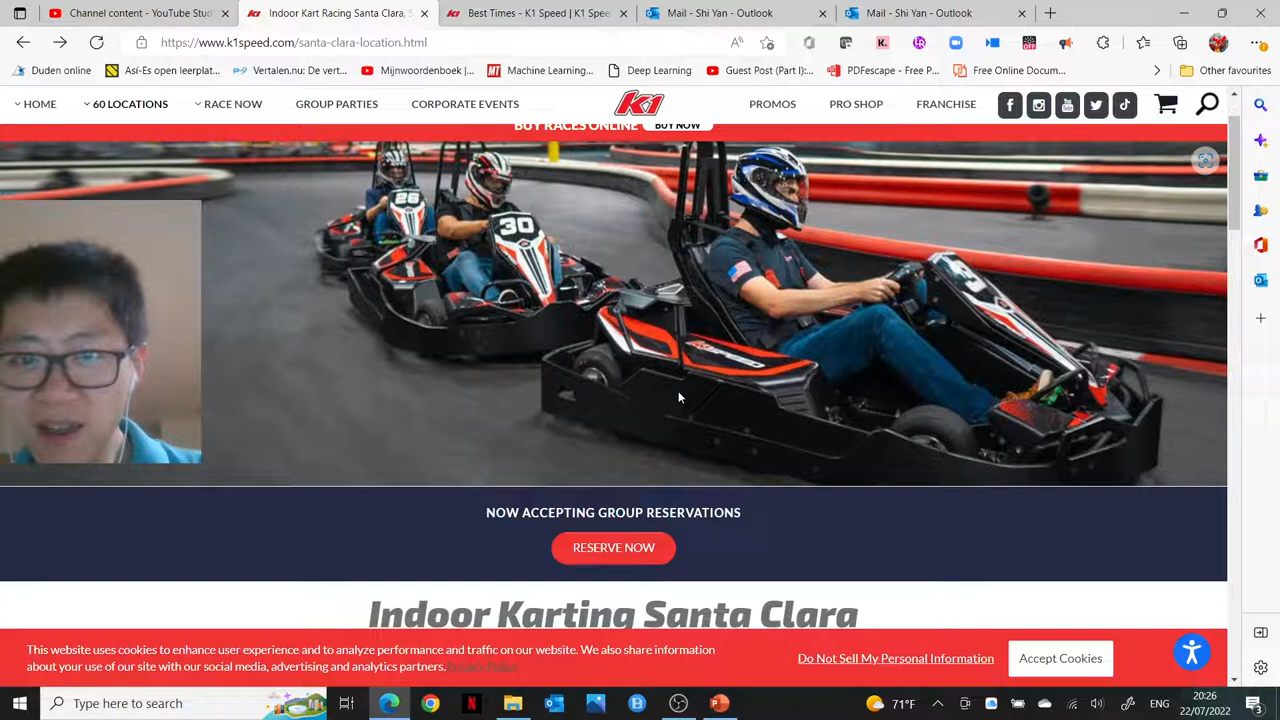 Channel content - YouTube Studio
Indoor Karting Racing Santa Clara, S
Best Times - K1 Speed | K1 Speed
Mail - Shi Yan - Outlook
Mail - Shi Yan - Outlook
https://www.k1speed.com/santa-clara-location.html
Duden online
Así-Es open leerplat...
Vertalen.nu: De vert...
Mijnwoordenboek |...
Machine Learning...
Deep Learning
Guest Post (Part I):...
PDFescape - Free P...
Free Online Docum...
Other favourites
HOME
60 LOCATIONS
RACE NOW
GROUP PARTIES
CORPORATE EVENTS
K1
PROMOS
PRO SHOP
FRANCHISE
BUY RACES ONLINE BUY NOW
26
30
K1SPEED
NOW ACCEPTING GROUP RESERVATIONS
RESERVE NOW
Indoor Karting Santa Clara
This website uses cookies to enhance user experience and to analyze performance and traffic on our website. We also share information
about your use of our site with our social media, advertising and analytics partners. Privacy Policy
Do Not Sell My Personal Information
Accept Cookies
Type here to search
71°F
ENG
20:26
22/07/2022
3